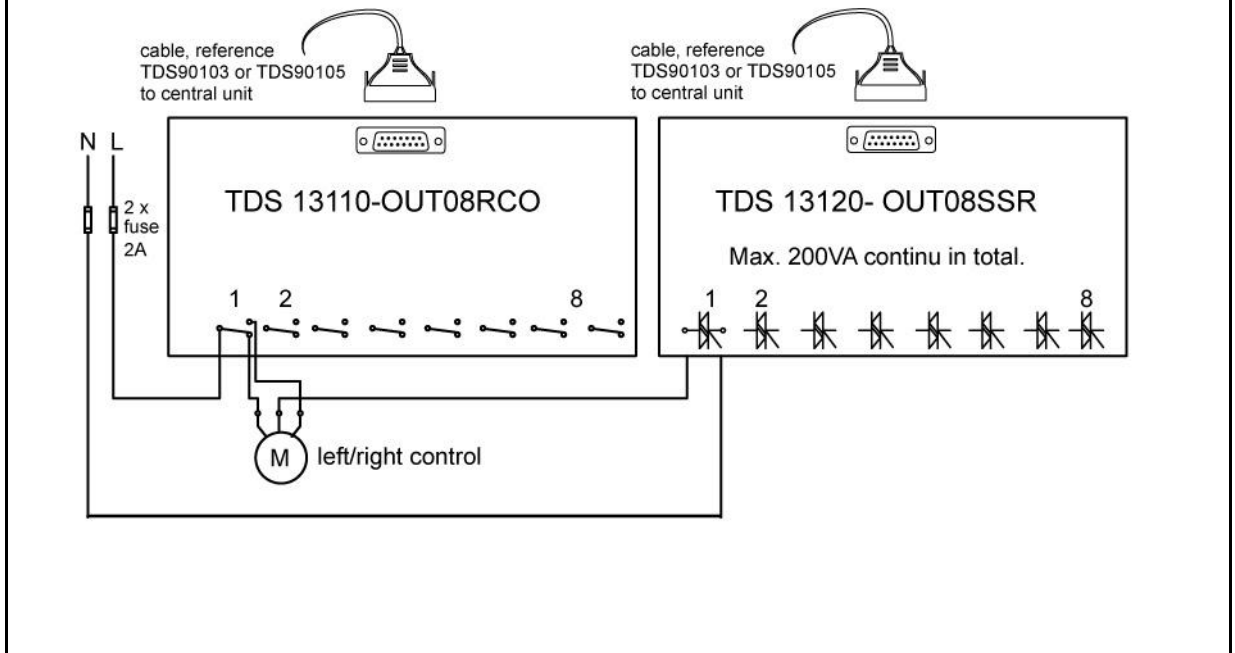 cable, reference
TDS90103 or TDS90105
to central unit
cable, reference
TDS90103 or TDS90105
to central unit
N L
2 x
fuse
2A
TDS 13110-OUT08RCO
1 2 8
TDS 13120- OUT08SSR
Max. 200VA continu in total.
1 2 8
M
left/right control